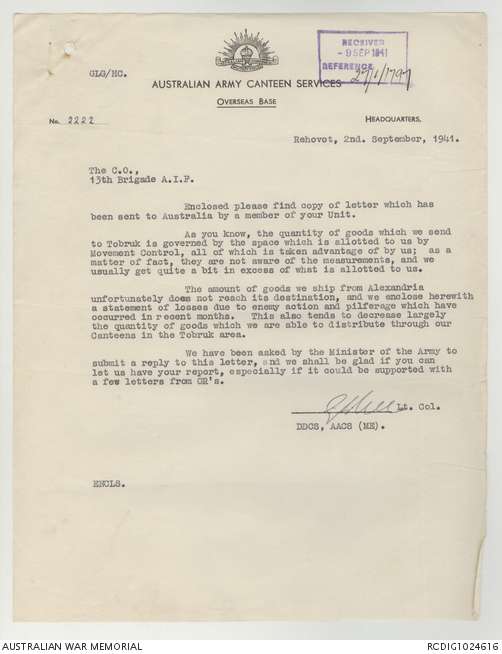 RECEIVED
- 9 SEP 1941
REFERENCE
27/1/1797
GLG/HC.
AUSTRALIAN ARMY CANTEEN SERVICES
OVERSEAS BASE
No. 2222
HEADQUARTERS,
Rehovot, 2nd. September, 1941.
The C.O.,
13th Brigade A.I.F.
Enclosed please find copy of letter which has
been sent to Australia by a member of your Unit.
As you know, the quantity of goods which we send
to Tobruk is governed by the space which is allotted to us by
Movement Control, all of which is taken advantage of by us; as a
matter of fact, they are not aware of the measurements, and we
usually get quite a bit in excess of what is allotted to us.
The amount of goods we ship from Alexandria
unfortunately does not reach its destination, and we enclose herewith
a statement of losses due to enemy action and pilferage which have
occurred in recent months. This also tends to decrease largely
the quantity of goods which we are able to distribute through our
Canteens in the Tobruk area.
We have been asked by the Minister of the Army to
submit a reply to this letter, and we shall be glad if you can
let us have your report, especially if it could be supported with
a few letters from OR's.
Lt. Col.
DDCS, AACS (ME).
ENCLS.
AUSTRALIAN WAR MEMORIAL
RCDIG1024616